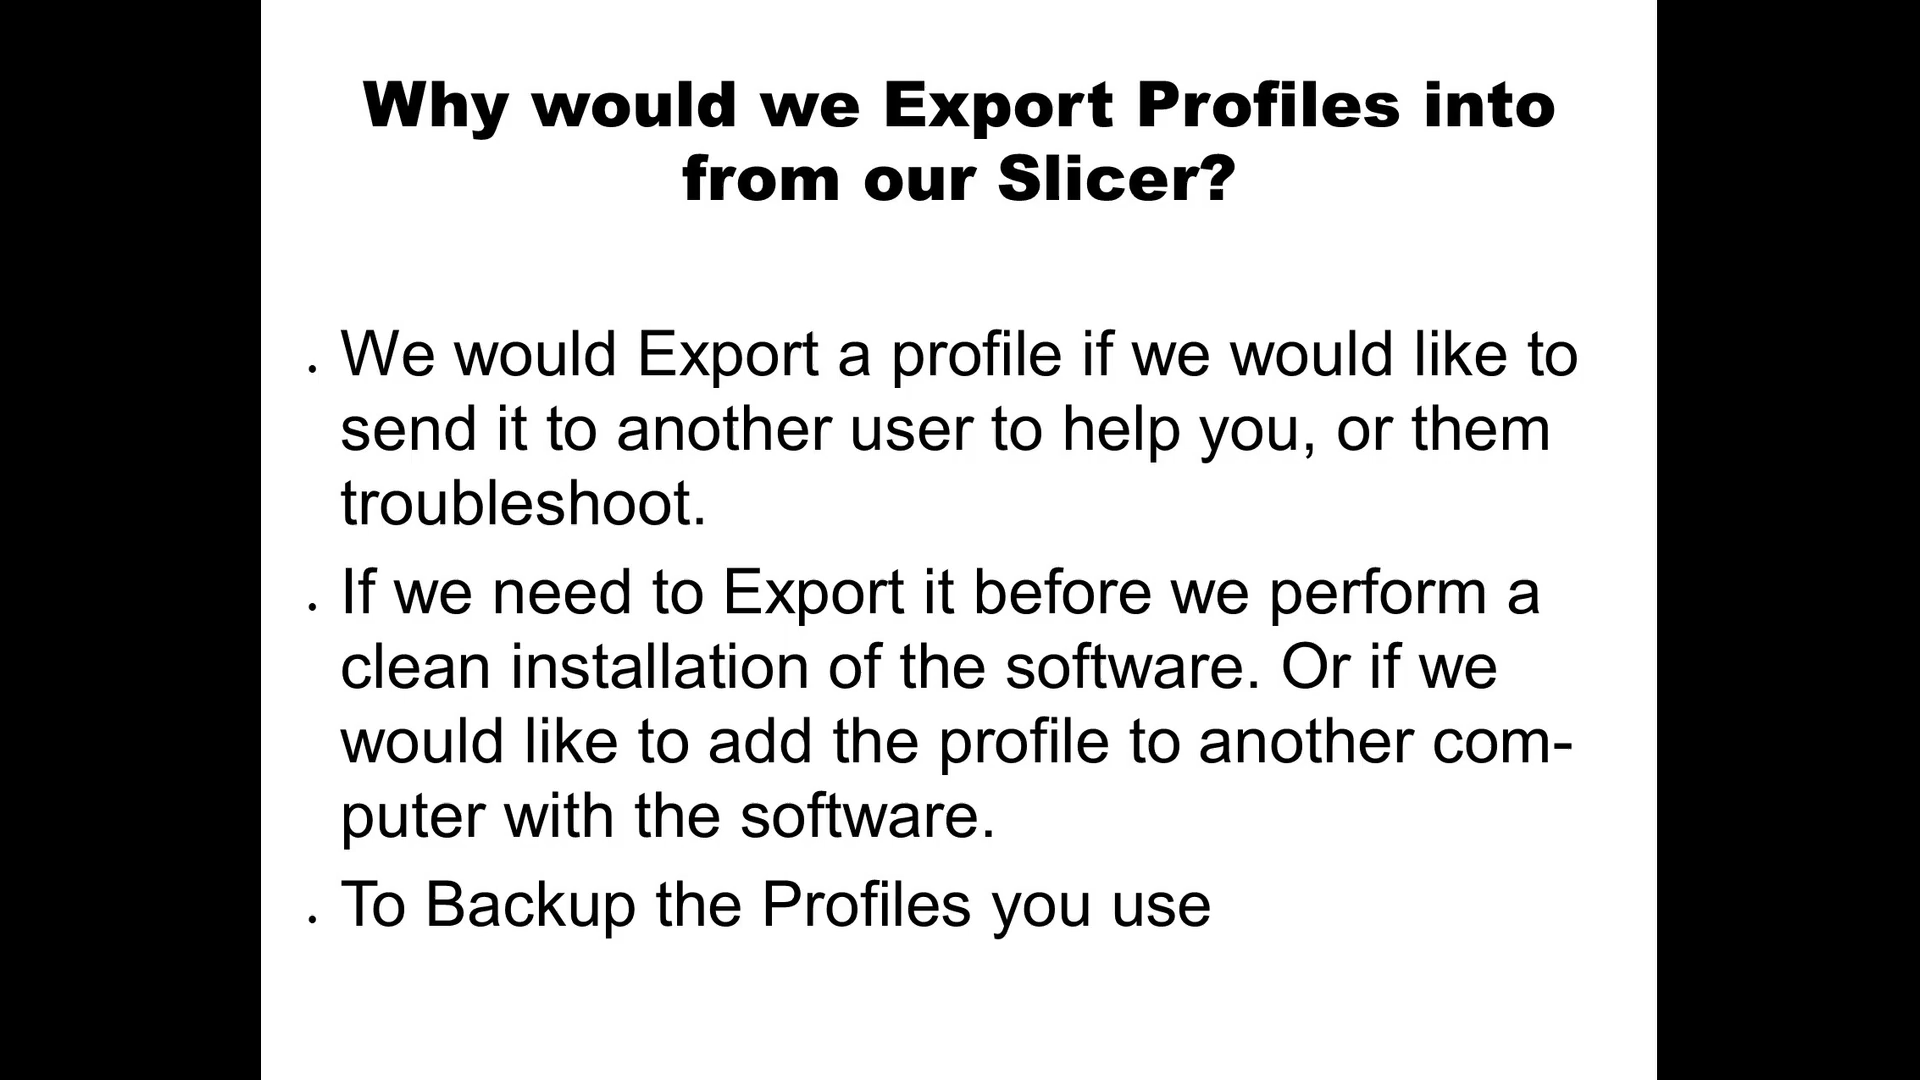 Why would we Export Profiles into
from our Slicer?
. We would Export a profile if we would like to
send it to another user to help you, or them
troubleshoot.
. If we need to Export it before we perform a
clean installation of the software. Or if we
would like to add the profile to another com-
puter with the software.
. To Backup the Profiles you use